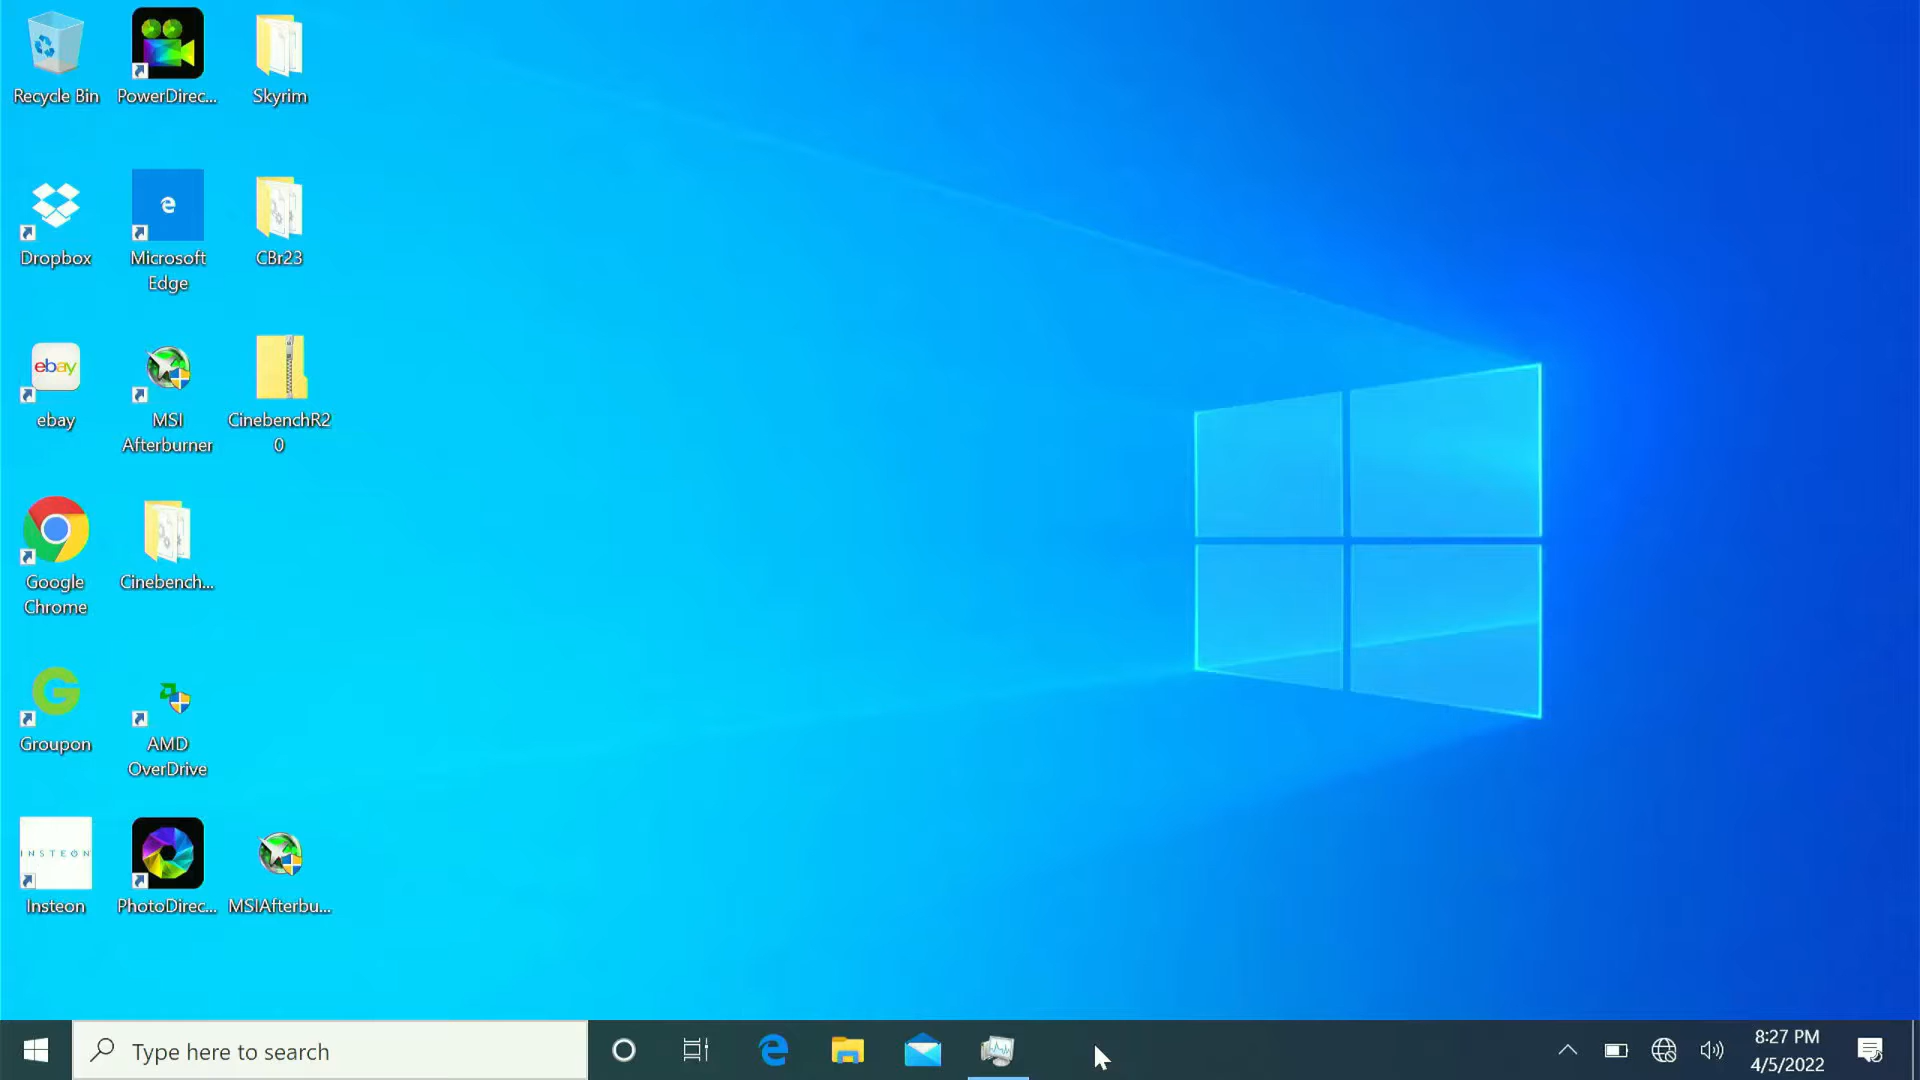 Recycle Bin
PowerDirec...
Skyrim
Dropbox
Microsoft
Edge
CBr23
ebay
ebay
MSI
Afterburner
CinebenchR2
0
Google
Chrome
Cinebench...
G
Groupon
AMD
OverDrive
INSTEON
Insteon
PhotoDirec...
MSIAfterbu...
Type here to search
8:27 PM
4/5/2022